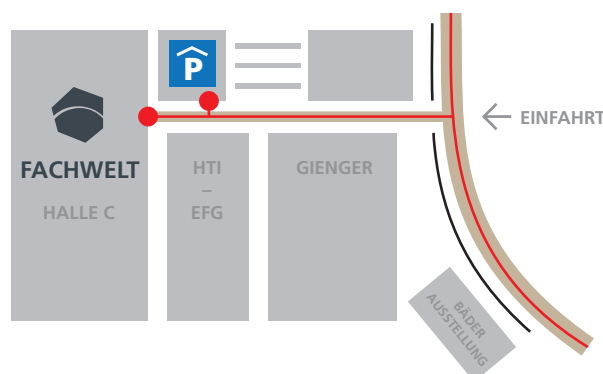 P
EINFAHRT
FACHWELT
HALLE C
HTI
–
EFG
GIENGER
BÄDER
AUSSTELLUNG